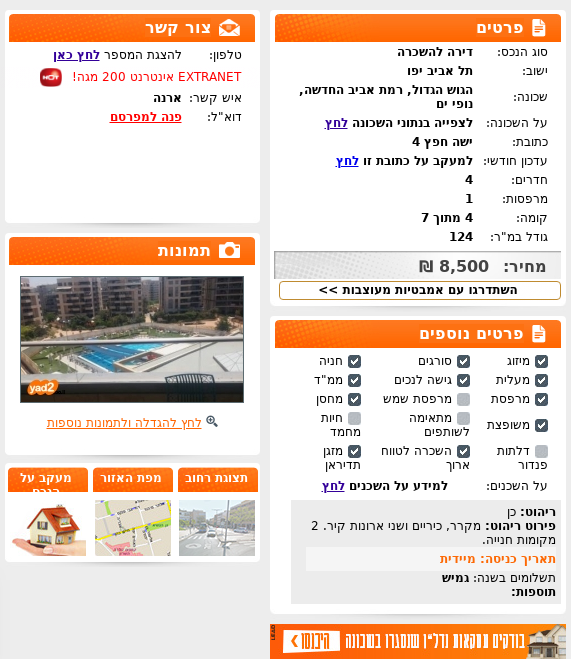 פרטים
סוג הנכס: דירה להשכרה
ישוב: תל אביב יפו
שכונה: הגוש הגדול, רמת אביב החדשה,
נופי ים
על השכונה: לצפייה בנתוני השכונה לחץ
כתובת: ישה חפץ 4
עדכון חודשי: למעקב על כתובת זו לחץ
חדרים: 4
מרפסות: 1
קומה: 4 מתוך 7
גודל במ"ר: 124
מחיר: 8,500 ₪
השתדרגו עם אמבטיות מעוצבות >>
פרטים נוספים
מיזוג סורגים חניה
מעלית גישה לנכים ממ"ד
מרפסת מרפסת שמש מחסן
משופצת מתאימה לשותפים חיות מחמד
דלתות פנדור השכרה לטווח ארוך מזגן תדיראן
על השכנים: למידע על השכנים לחץ
ריהוט: כן
פירוט ריהוט: מקרר, כיריים ושני ארונות קיר. 2
מקומות חנייה.
תאריך כניסה: מיידית
תשלומים בשנה: גמיש
תוספות:
בודקים עסקאות נדל"ן שנסגרו בשכונה
היכנסו >
צור קשר
טלפון: להצגת המספר לחץ כאן
EXTRANET אינטרנט 200 מגה!
HOT
איש קשר: ארנה
דוא"ל: פנה למפרסם
תמונות
yad2
לחץ להגדלה ולתמונות נוספות
תצוגת רחוב
מפת האזור
מעקב על
הנכס